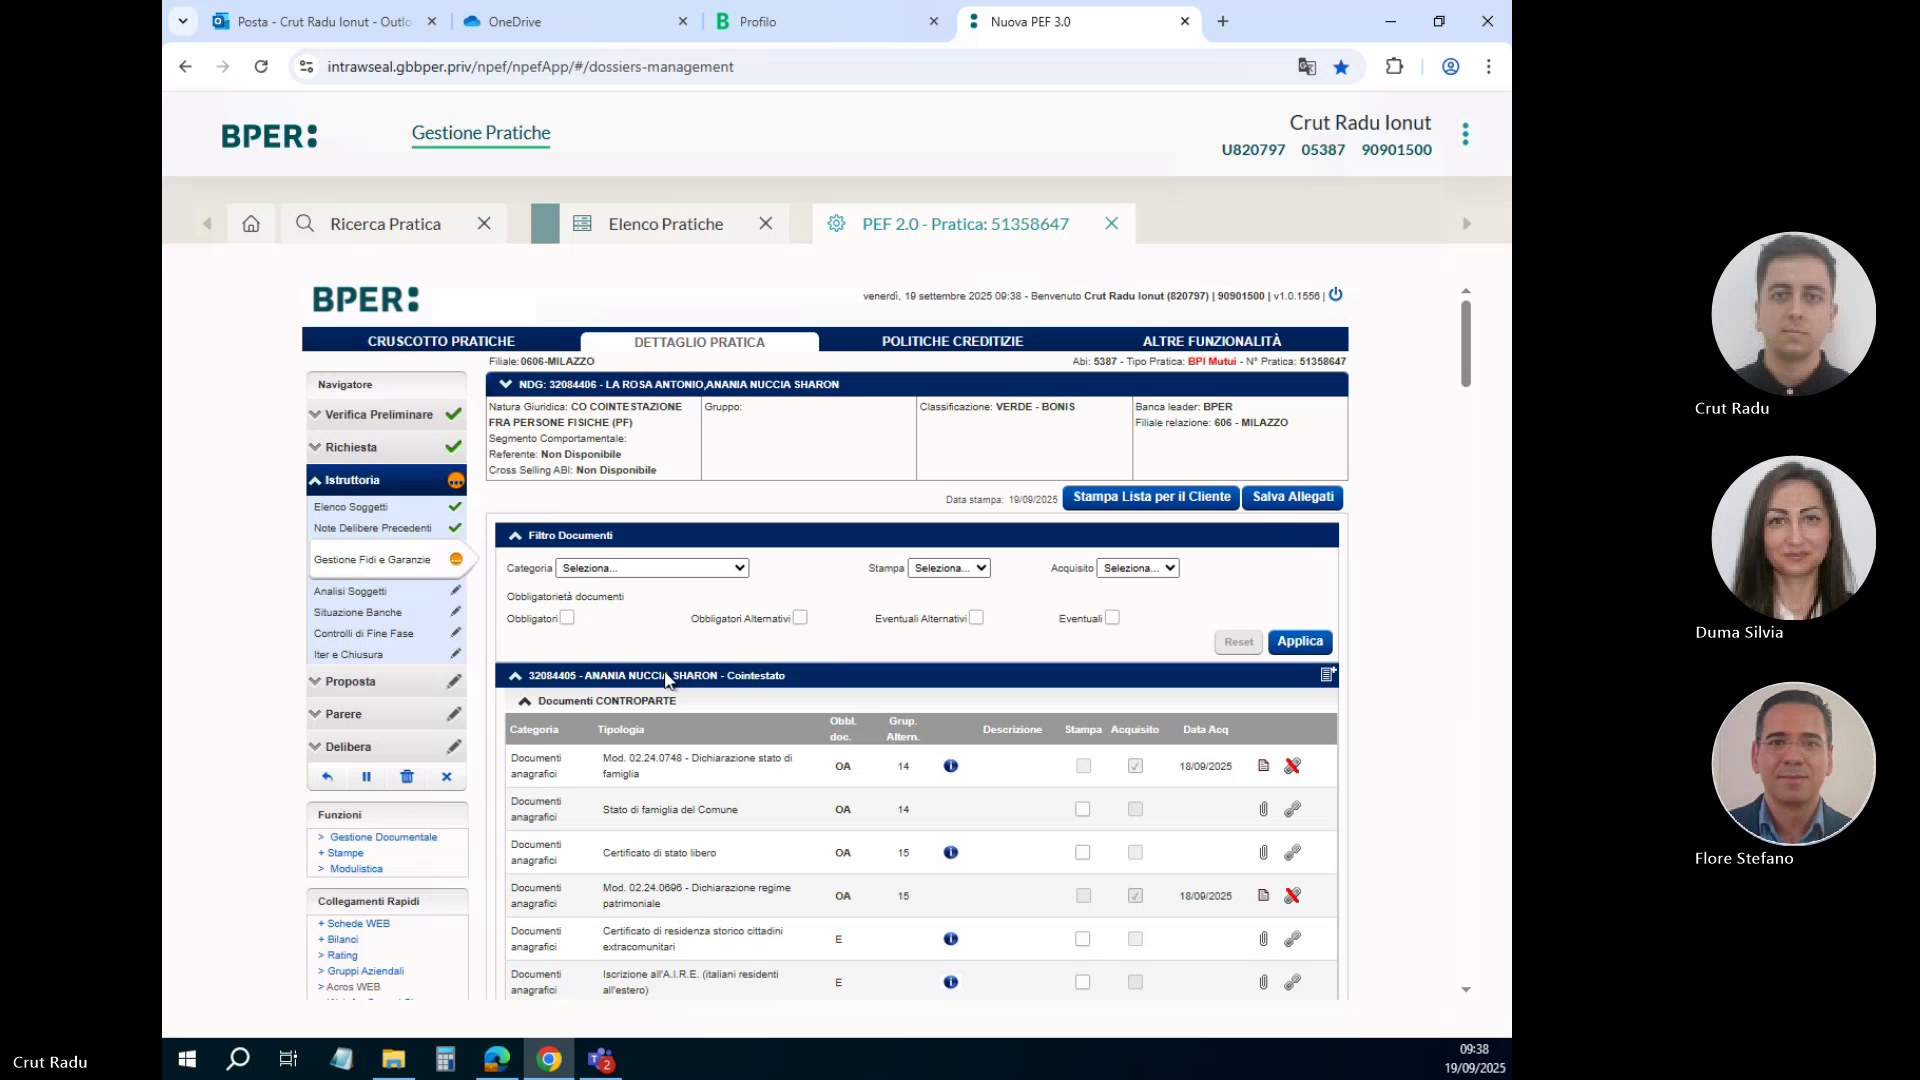 Posta - Crut Radu Ionut - Outlo
OneDrive
Profilo
Nuova PEF 3.0
intrawseal.gbbper.priv/npef/npefApp/#/dossiers-management
BPER:
Gestione Pratiche
Crut Radu Ionut
U820797 05387 90901500
Ricerca Pratica
Elenco Pratiche
PEF 2.0 - Pratica: 51358647
BPER:
venerdì, 19 settembre 2025 09:38 - Benvenuto Crut Radu Ionut (820797) | 90901500 | v1.0.1556 |
CRUSCOTTO PRATICHE
DETTAGLIO PRATICA
POLITICHE CREDITIZIE
ALTRE FUNZIONALITÀ
Filiale: 0606-MILAZZO
Abi: 5387 - Tipo Pratica: BPI Mutui - N° Pratica: 51358647
Navigatore
Verifica Preliminare
Richiesta
Istruttoria
Elenco Soggetti
Note Delibere Precedenti
Gestione Fidi e Garanzie
Analisi Soggetti
Situazione Banche
Controlli di Fine Fase
Iter e Chiusura
Proposta
Parere
Delibera
Funzioni
> Gestione Documentale
+ Stampe
> Modulistica
Collegamenti Rapidi
+ Schede WEB
+ Bilanci
> Rating
> Gruppi Aziendali
> Acros WEB
NDG: 32084406 - LA ROSA ANTONIO,ANANIA NUCCIA SHARON
Natura Giuridica: CO COINTESTAZIONE
FRA PERSONE FISICHE (PF)
Segmento Comportamentale:
Referente: Non Disponibile
Cross Selling ABI: Non Disponibile
Gruppo:
Classificazione: VERDE - BONIS
Banca leader: BPER
Filiale relazione: 606 - MILAZZO
Data stampa: 19/09/2025
Stampa Lista per il Cliente
Salva Allegati
Filtro Documenti
Categoria Seleziona...
Stampa Seleziona...
Acquisito Seleziona...
Obbligatorietà documenti
Obbligatori
Obbligatori Alternativi
Eventuali Alternativi
Eventuali
Reset
Applica
32084405 - ANANIA NUCCIA SHARON - Cointestato
Documenti CONTROPARTE
Categoria Tipologia Obbl. doc. Grup. Altern. Descrizione Stampa Acquisito Data Acq
Documenti anagrafici Mod. 02.24.0748 - Dichiarazione stato di famiglia OA 14 18/09/2025
Documenti anagrafici Stato di famiglia del Comune OA 14
Documenti anagrafici Certificato di stato libero OA 15
Documenti anagrafici Mod. 02.24.0696 - Dichiarazione regime patrimoniale OA 15 18/09/2025
Documenti anagrafici Certificato di residenza storico cittadini extracomunitari E
Documenti anagrafici Iscrizione all'A.I.R.E. (italiani residenti all'estero) E
Crut Radu
Duma Silvia
Flore Stefano
Crut Radu
2
09:38
19/09/2025